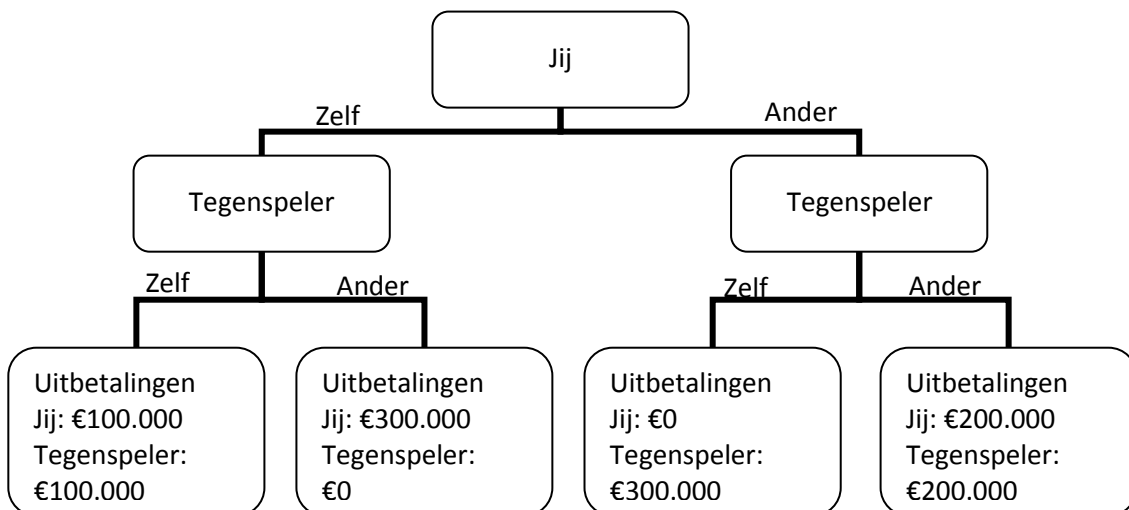 Jij
Zelf
Ander
Tegenspeler
Tegenspeler
Zelf
Ander
Zelf
Ander
Uitbetalingen
Jij: €100.000
Tegenspeler:
€100.000
Uitbetalingen
Jij: €300.000
Tegenspeler:
€0
Uitbetalingen
Jij: €0
Tegenspeler:
€300.000
Uitbetalingen
Jij: €200.000
Tegenspeler:
€200.000